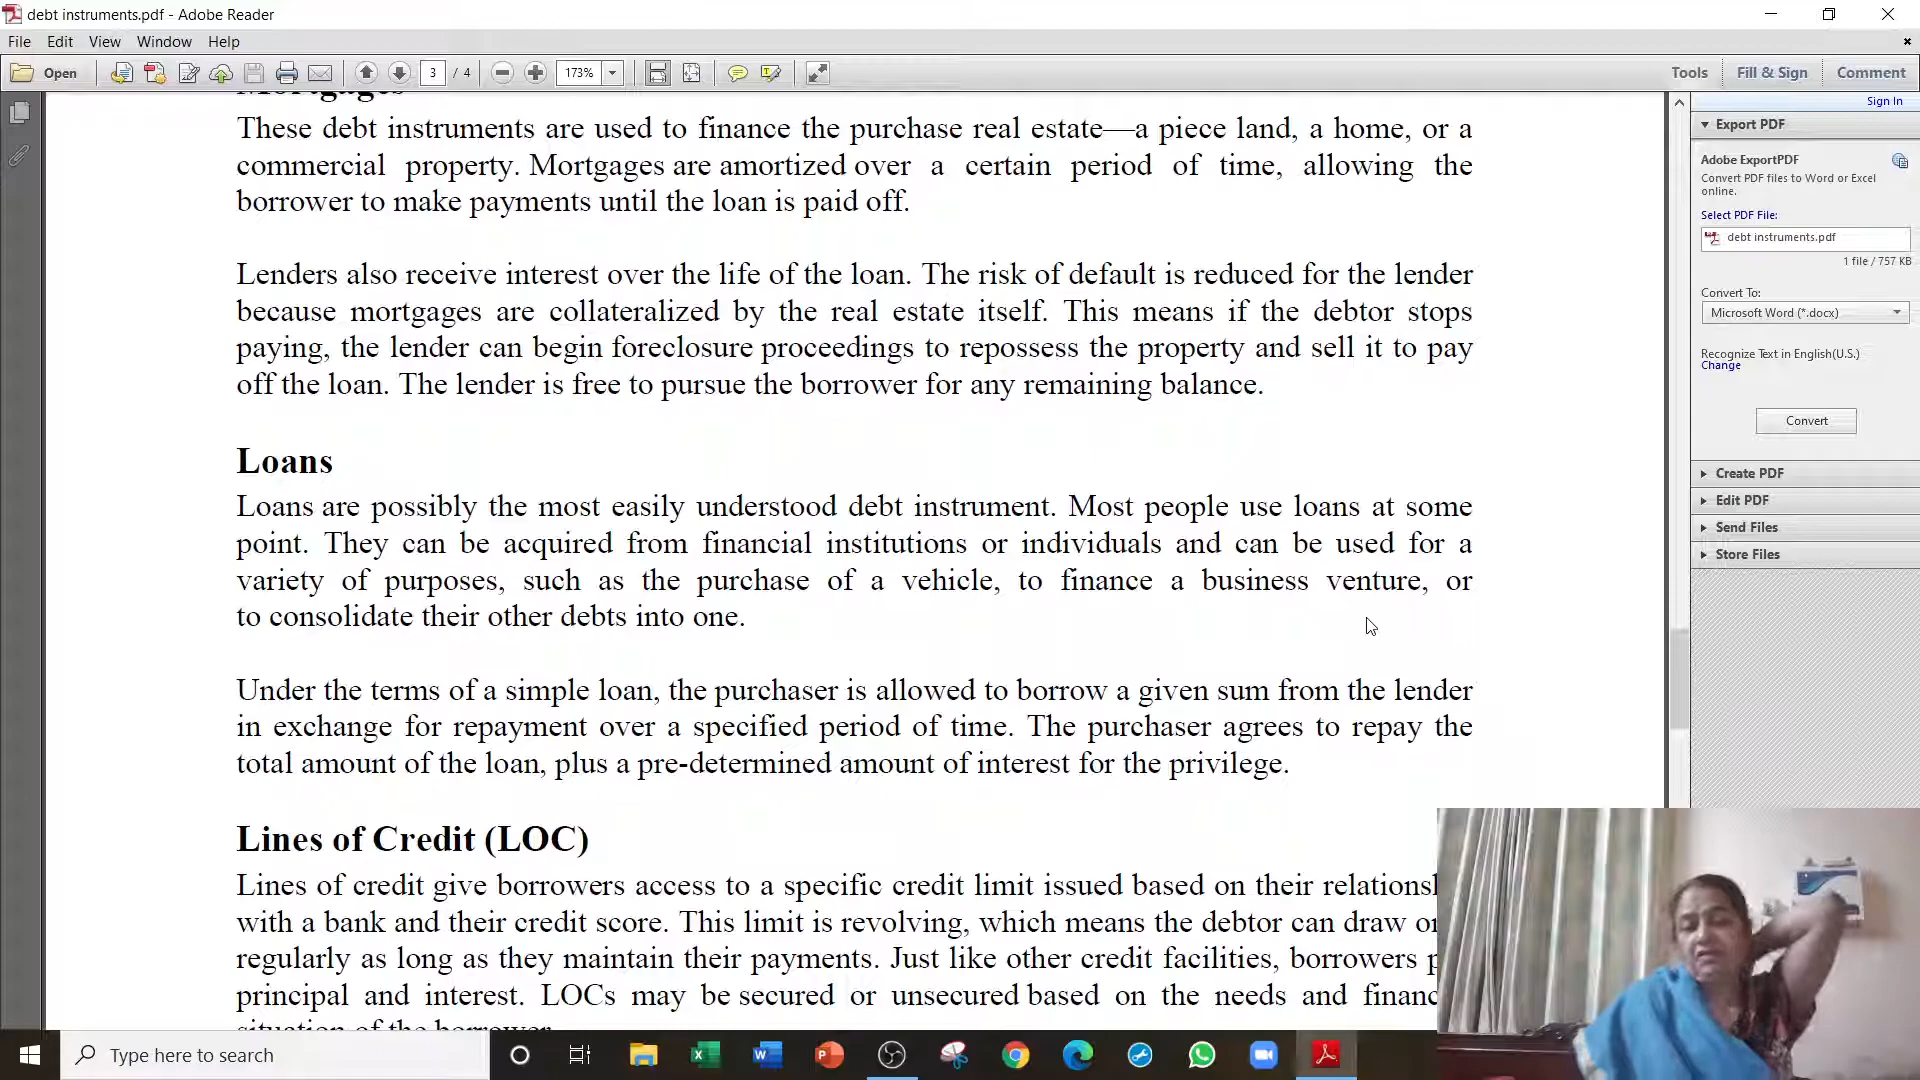 debt instruments.pdf - Adobe Reader
File Edit View Window Help
Open 3 / 4 173% Tools Fill & Sign Comment
Sign In
Mortgages
These debt instruments are used to finance the purchase real estate—a piece land, a home, or a
commercial property. Mortgages are amortized over a certain period of time, allowing the
borrower to make payments until the loan is paid off.
Lenders also receive interest over the life of the loan. The risk of default is reduced for the lender
because mortgages are collateralized by the real estate itself. This means if the debtor stops
paying, the lender can begin foreclosure proceedings to repossess the property and sell it to pay
off the loan. The lender is free to pursue the borrower for any remaining balance.
Loans
Loans are possibly the most easily understood debt instrument. Most people use loans at some
point. They can be acquired from financial institutions or individuals and can be used for a
variety of purposes, such as the purchase of a vehicle, to finance a business venture, or
to consolidate their other debts into one.
Under the terms of a simple loan, the purchaser is allowed to borrow a given sum from the lender
in exchange for repayment over a specified period of time. The purchaser agrees to repay the
total amount of the loan, plus a pre-determined amount of interest for the privilege.
Lines of Credit (LOC)
Lines of credit give borrowers access to a specific credit limit issued based on their
with a bank and their credit score. This limit is revolving, which means the debtor can draw
regularly as long as they maintain their payments. Just like other credit facilities, borrowers
principal and interest. LOCs may be secured or unsecured based on the needs and
situation of the borrower.
Export PDF
Adobe ExportPDF
Convert PDF files to Word or Excel
online.
Select PDF File:
debt instruments.pdf
1 file / 757 KB
Convert To:
Microsoft Word (*.docx)
Recognize Text in English(U.S.)
Change
Convert
Create PDF
Edit PDF
Send Files
Store Files
Type here to search